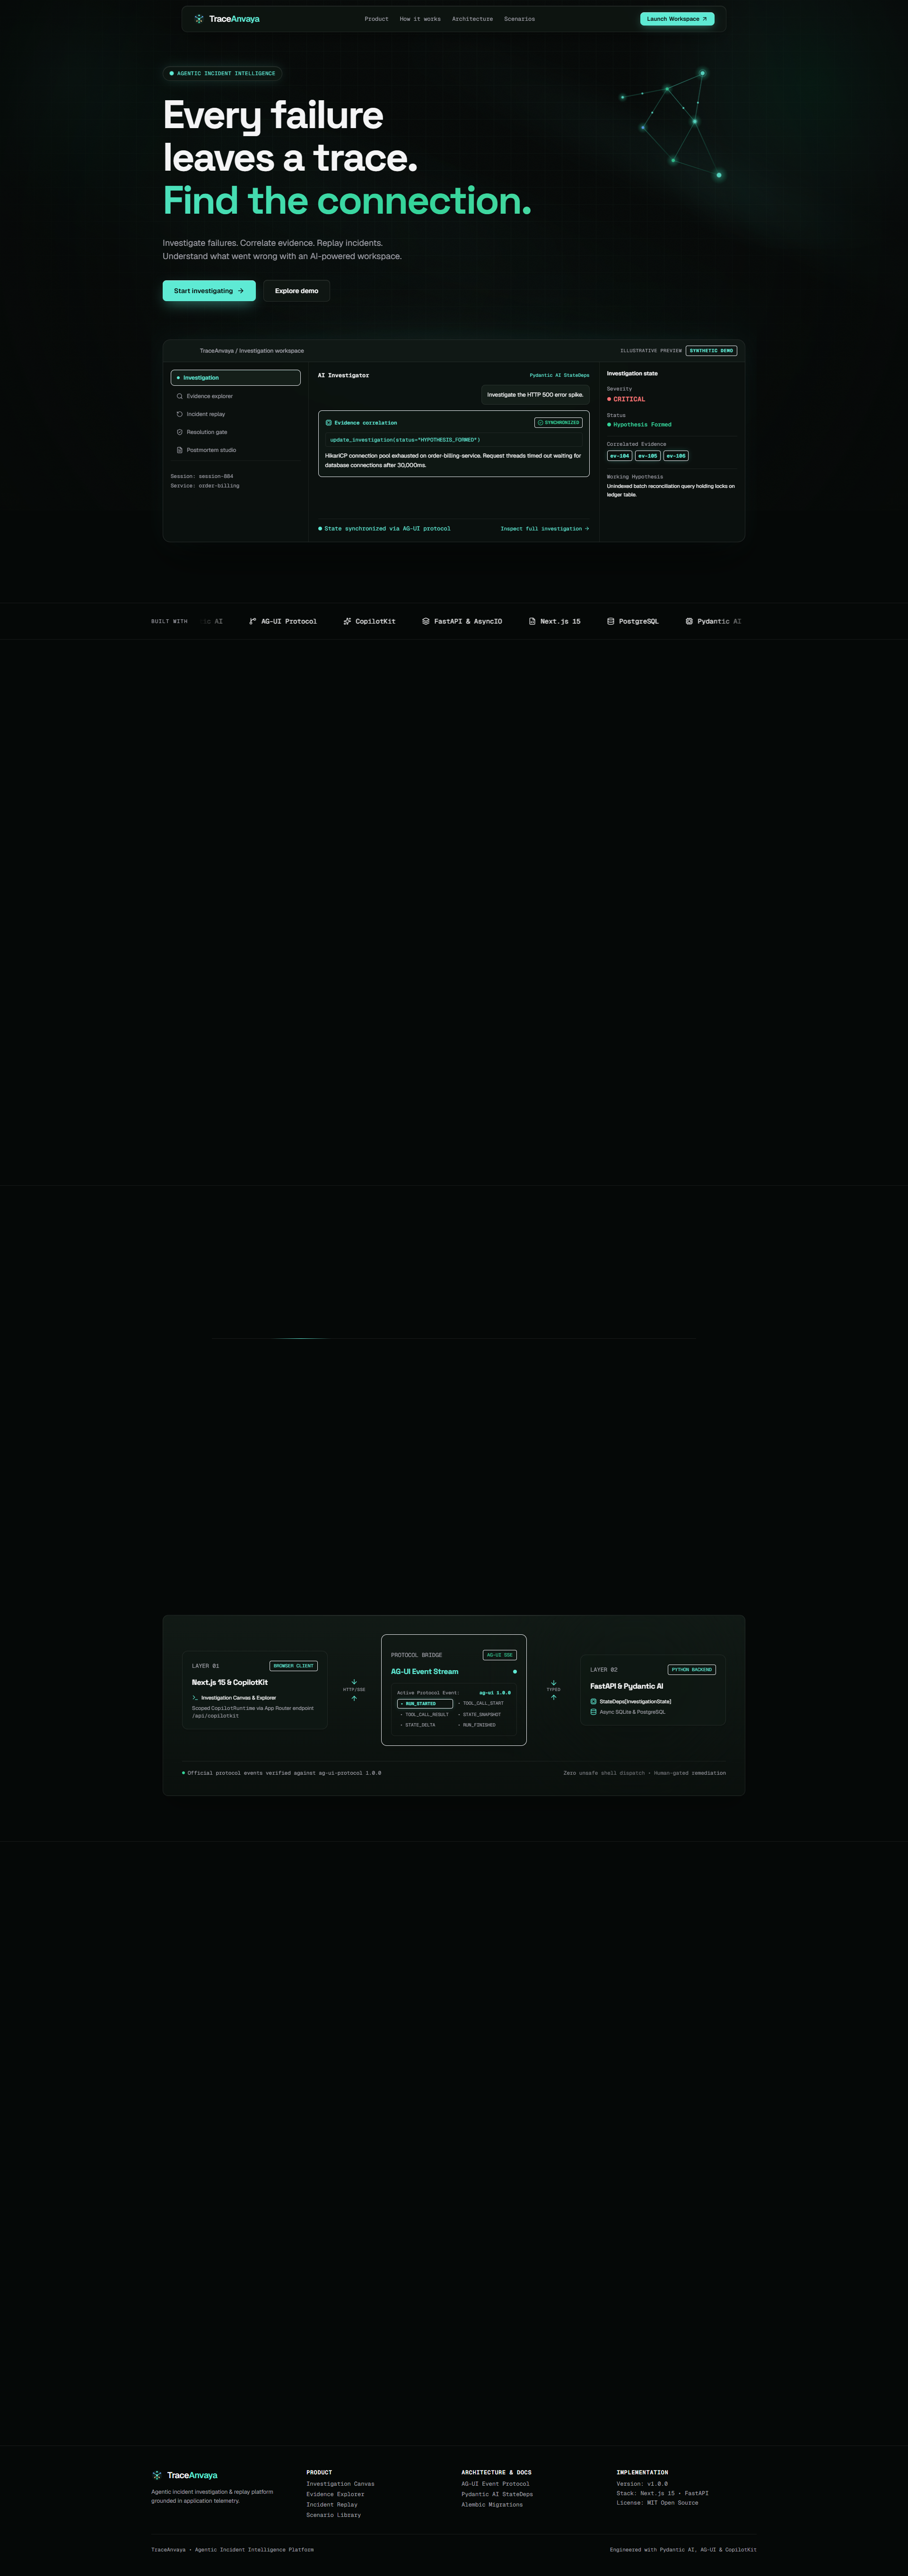 TraceAnvaya
Product
How it works
Architecture
Scenarios
Launch Workspace
AGENTIC INCIDENT INTELLIGENCE
Every failure
leaves a trace.
Find the connection.
Investigate failures. Correlate evidence. Replay incidents.
Understand what went wrong with an AI-powered workspace.
Start investigating
Explore demo
TraceAnvaya / Investigation workspace
ILLUSTRATIVE PREVIEW
SYNTHETIC DEMO
Investigation
Evidence explorer
Incident replay
Resolution gate
Postmortem studio
Session: session-884
Service: order-billing
AI Investigator
Pydantic AI StateDeps
Investigate the HTTP 500 error spike.
Evidence correlation
SYNCHRONIZED
update_investigation(status="HYPOTHESIS_FORMED")
HikariCP connection pool exhausted on order-billing-service. Request threads timed out waiting for
database connections after 30,000ms.
State synchronized via AG-UI protocol
Inspect full investigation →
Investigation state
Severity
CRITICAL
Status
Hypothesis Formed
Correlated Evidence
ev-104
ev-105
ev-106
Working Hypothesis
Unindexed batch reconciliation query holding locks on
ledger table.
BUILT WITH
ic AI
AG-UI Protocol
CopilotKit
FastAPI & AsyncIO
Next.js 15
PostgreSQL
Pydantic AI
LAYER 01
BROWSER CLIENT
Next.js 15 & CopilotKit
Investigation Canvas & Explorer
Scoped CopilotRuntime via App Router endpoint
/api/copilotkit
HTTP/SSE
PROTOCOL BRIDGE
AG-UI SSE
AG-UI Event Stream
Active Protocol Event:
ag-ui 1.0.0
• RUN_STARTED
• TOOL_CALL_START
• TOOL_CALL_RESULT
• STATE_SNAPSHOT
• STATE_DELTA
• RUN_FINISHED
TYPED
LAYER 02
PYTHON BACKEND
FastAPI & Pydantic AI
StateDeps[InvestigationState]
Async SQLite & PostgreSQL
Official protocol events verified against ag-ui-protocol 1.0.0
Zero unsafe shell dispatch • Human-gated remediation
TraceAnvaya
Agentic incident investigation & replay platform
grounded in application telemetry.
PRODUCT
Investigation Canvas
Evidence Explorer
Incident Replay
Scenario Library
ARCHITECTURE & DOCS
AG-UI Event Protocol
Pydantic AI StateDeps
Alembic Migrations
IMPLEMENTATION
Version: v1.0.0
Stack: Next.js 15 • FastAPI
License: MIT Open Source
TraceAnvaya • Agentic Incident Intelligence Platform
Engineered with Pydantic AI, AG-UI & CopilotKit